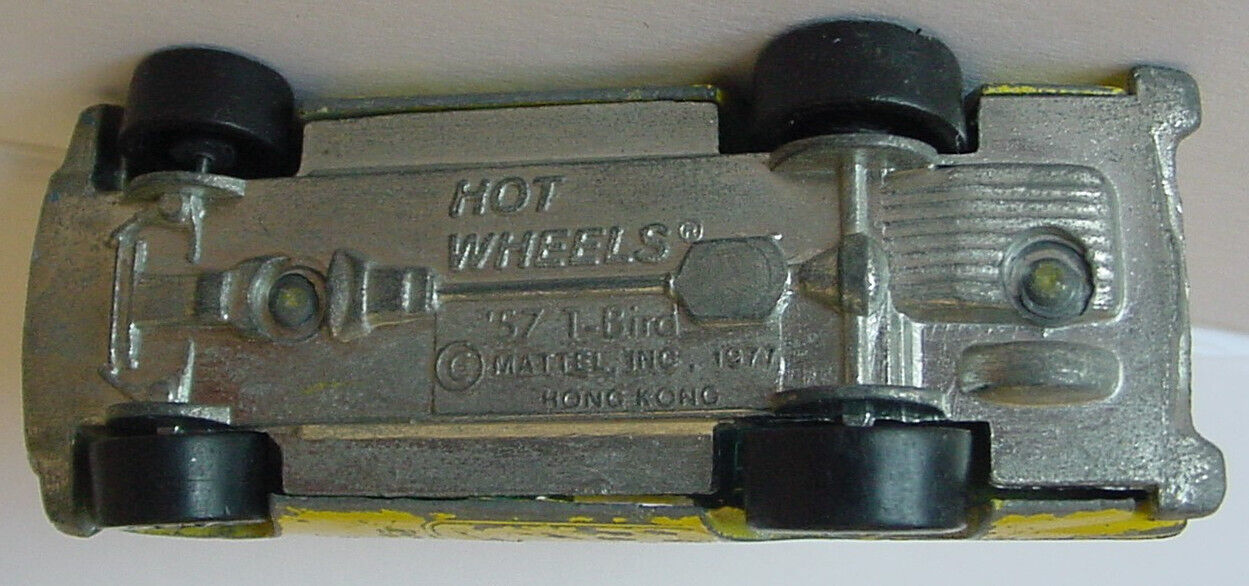 HOT
WHEELS®
'57 T-Bird
© MATTEL, INC. 1977
HONG KONG